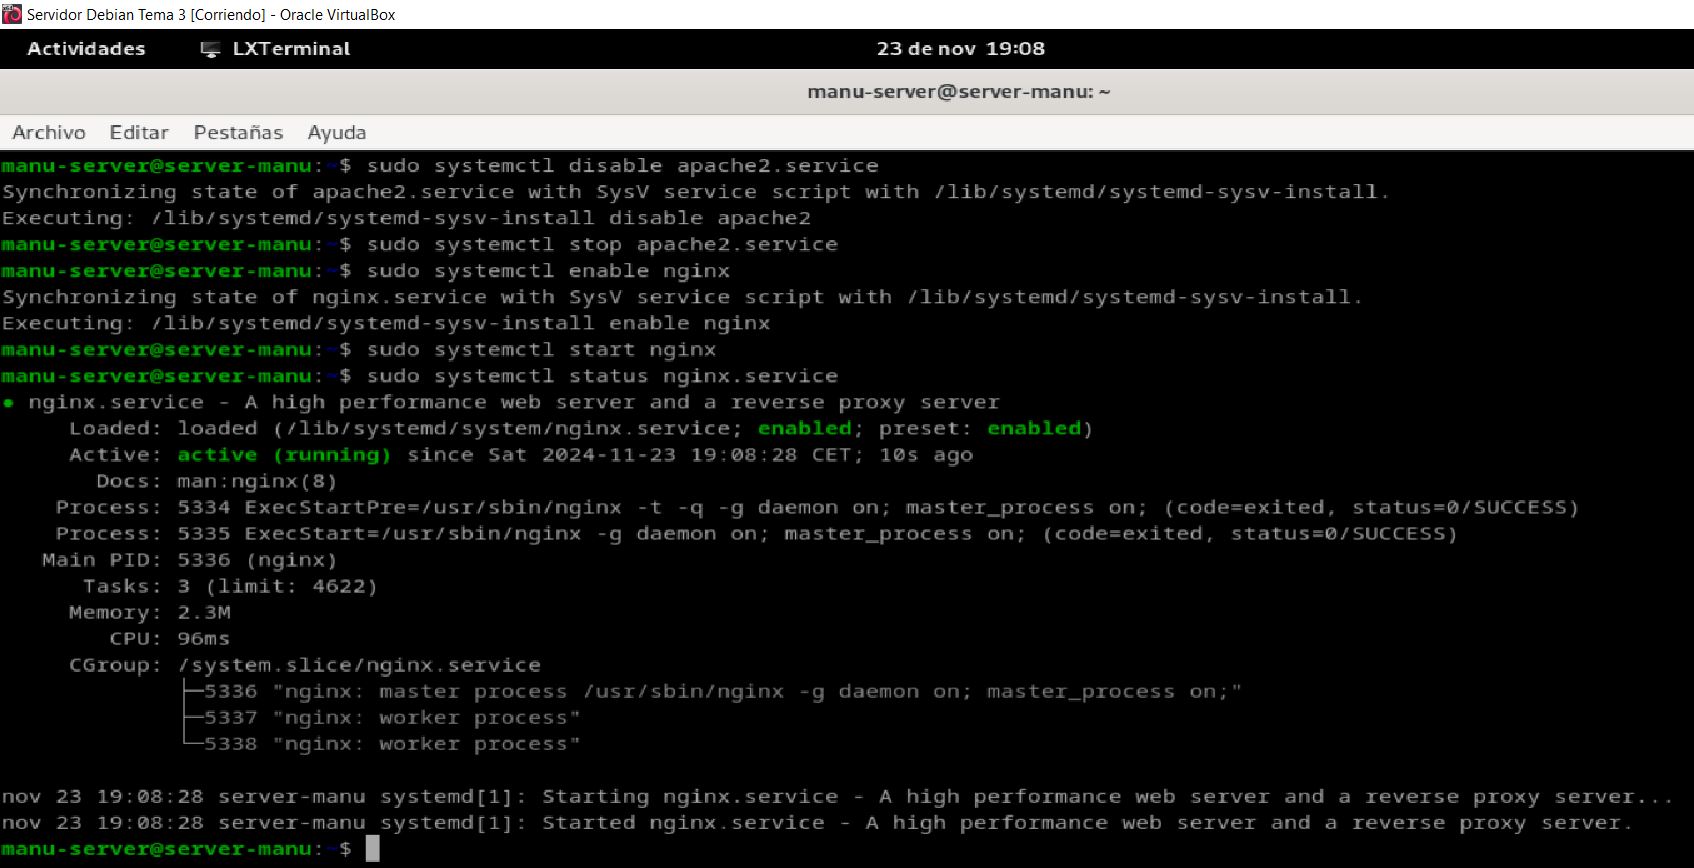 Servidor Debian Tema 3 [Corriendo] - Oracle VirtualBox
Actividades LXTerminal 23 de nov 19:08
manu-server@server-manu: ~
Archivo Editar Pestañas Ayuda
manu-server@server-manu:~$ sudo systemctl disable apache2.service
Synchronizing state of apache2.service with SysV service script with /lib/systemd/systemd-sysv-install.
Executing: /lib/systemd/systemd-sysv-install disable apache2
manu-server@server-manu:~$ sudo systemctl stop apache2.service
manu-server@server-manu:~$ sudo systemctl enable nginx
Synchronizing state of nginx.service with SysV service script with /lib/systemd/systemd-sysv-install.
Executing: /lib/systemd/systemd-sysv-install enable nginx
manu-server@server-manu:~$ sudo systemctl start nginx
manu-server@server-manu:~$ sudo systemctl status nginx.service
● nginx.service - A high performance web server and a reverse proxy server
Loaded: loaded (/lib/systemd/system/nginx.service; enabled; preset: enabled)
Active: active (running) since Sat 2024-11-23 19:08:28 CET; 10s ago
Docs: man:nginx(8)
Process: 5334 ExecStartPre=/usr/sbin/nginx -t -q -g daemon on; master_process on; (code=exited, status=0/SUCCESS)
Process: 5335 ExecStart=/usr/sbin/nginx -g daemon on; master_process on; (code=exited, status=0/SUCCESS)
Main PID: 5336 (nginx)
Tasks: 3 (limit: 4622)
Memory: 2.3M
CPU: 96ms
CGroup: /system.slice/nginx.service
├─5336 "nginx: master process /usr/sbin/nginx -g daemon on; master_process on;"
├─5337 "nginx: worker process"
└─5338 "nginx: worker process"
nov 23 19:08:28 server-manu systemd[1]: Starting nginx.service - A high performance web server and a reverse proxy server...
nov 23 19:08:28 server-manu systemd[1]: Started nginx.service - A high performance web server and a reverse proxy server.
manu-server@server-manu:~$